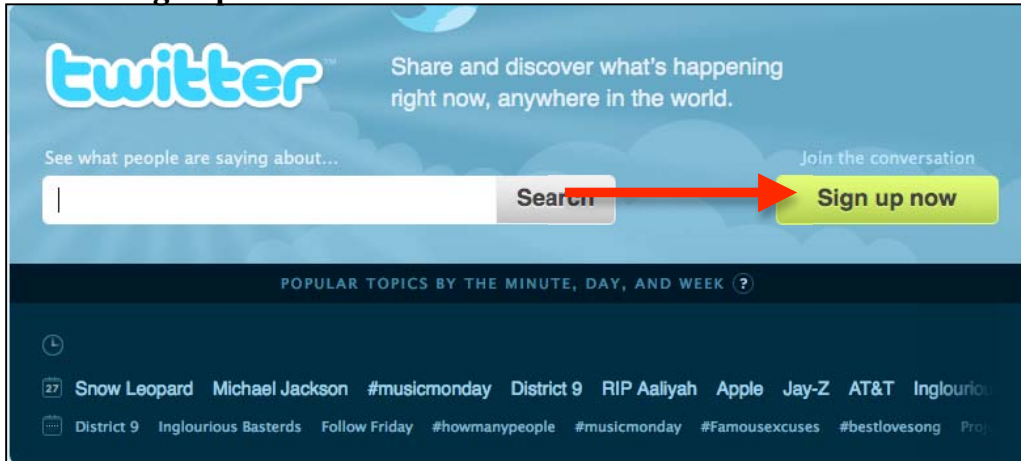 twitter™
Share and discover what's happening
right now, anywhere in the world.
See what people are saying about...
Join the conversation
Search
Sign up now
POPULAR TOPICS BY THE MINUTE, DAY, AND WEEK ?
27 Snow Leopard Michael Jackson #musicmonday District 9 RIP Aaliyah Apple Jay-Z AT&T
District 9 Inglourious Basterds Follow Friday #howmanypeople #musicmonday #Famousexcuses #bestlovesong